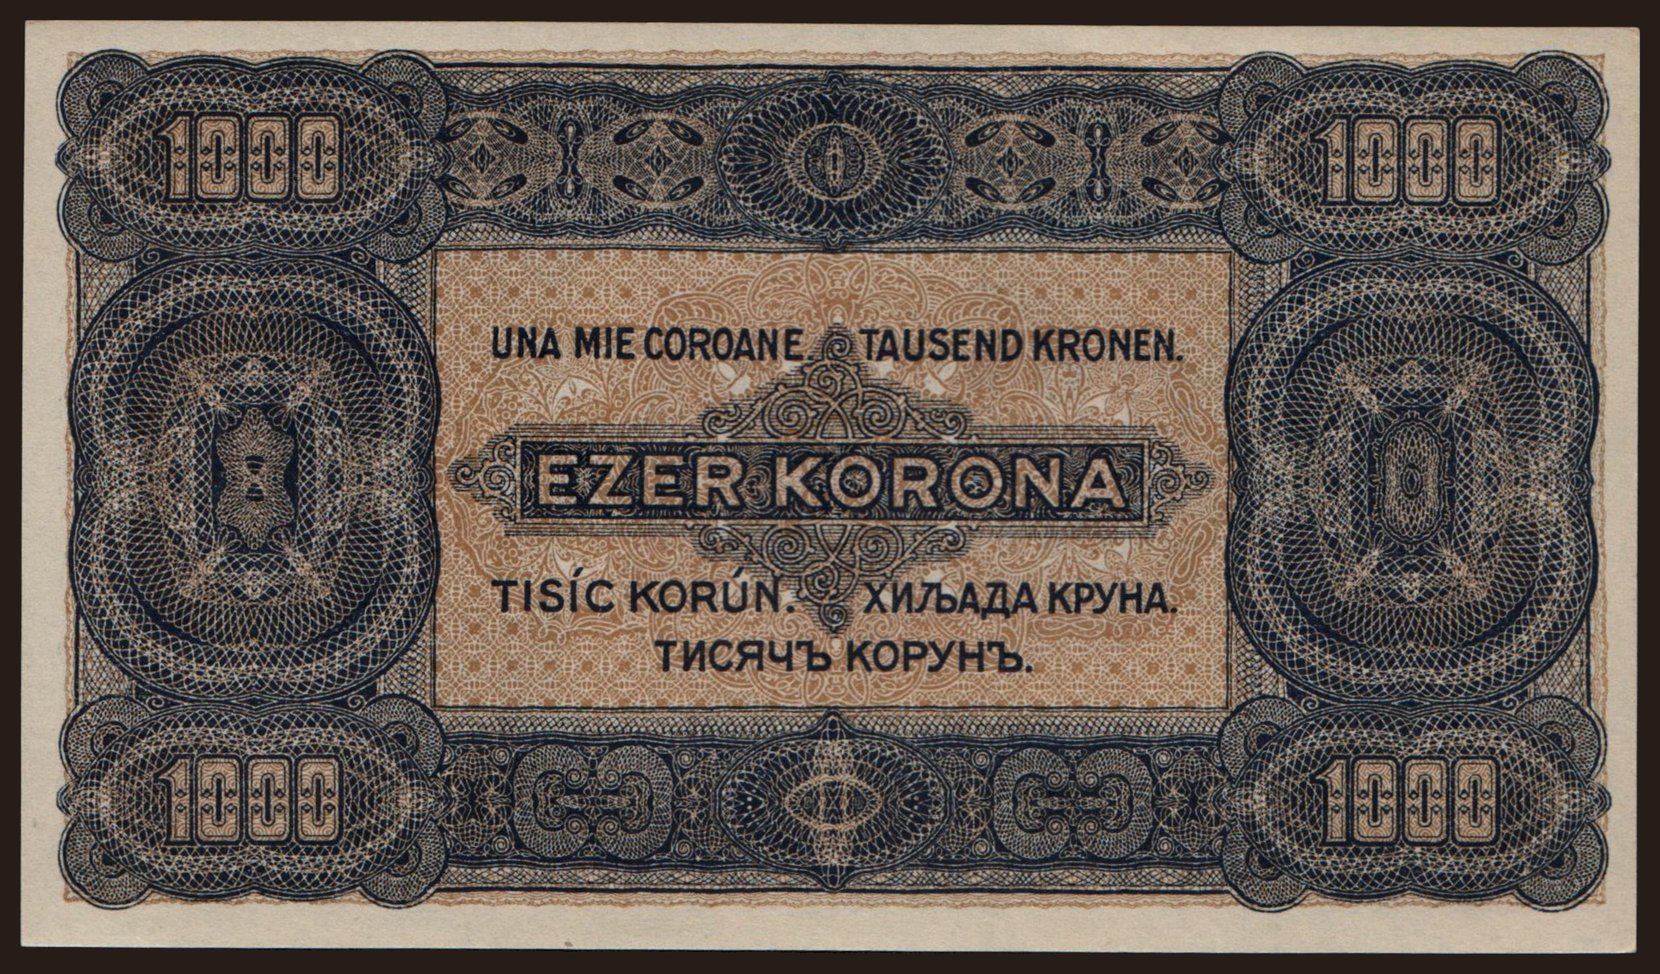 1000 1000
UNA MIE COROANE. TAUSEND KRONEN.
EZER KORONA
TISÍC KORÚN. ХИЉАДА КРУНА.
ТИСЯЧЪ КОРУНЪ.
1000 1000